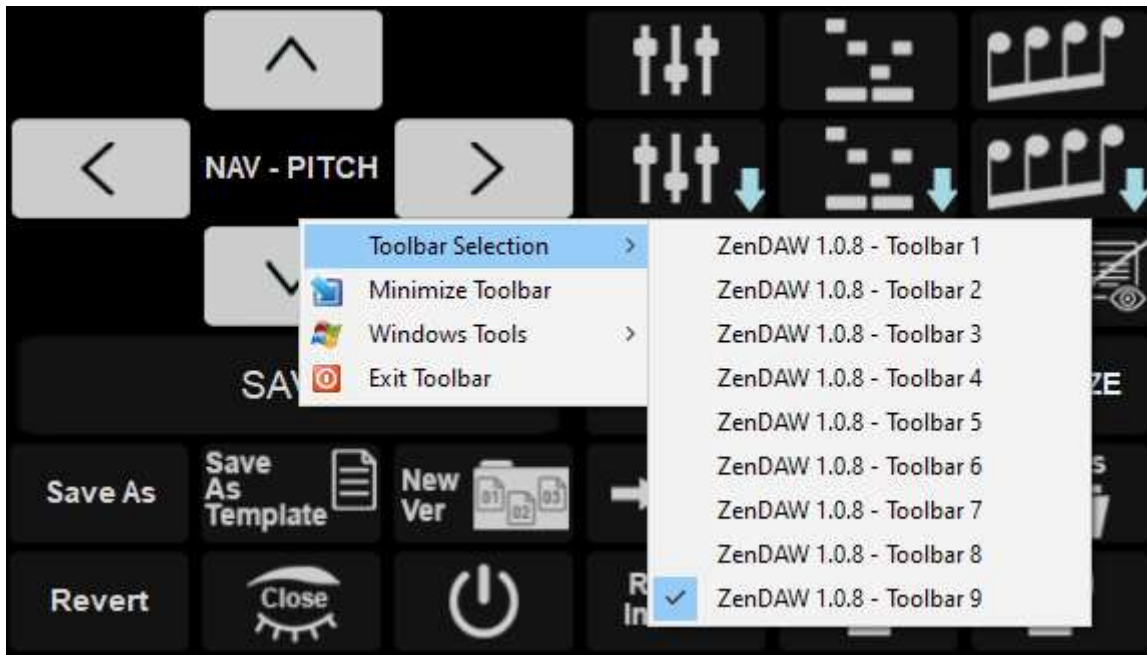 NAV - PITCH
Toolbar Selection
Minimize Toolbar
Windows Tools
Exit Toolbar
ZenDAW 1.0.8 - Toolbar 1
ZenDAW 1.0.8 - Toolbar 2
ZenDAW 1.0.8 - Toolbar 3
ZenDAW 1.0.8 - Toolbar 4
ZenDAW 1.0.8 - Toolbar 5
ZenDAW 1.0.8 - Toolbar 6
ZenDAW 1.0.8 - Toolbar 7
ZenDAW 1.0.8 - Toolbar 8
ZenDAW 1.0.8 - Toolbar 9
Save As
Save
As
Template
New
Ver
01
02
03
Revert
Close